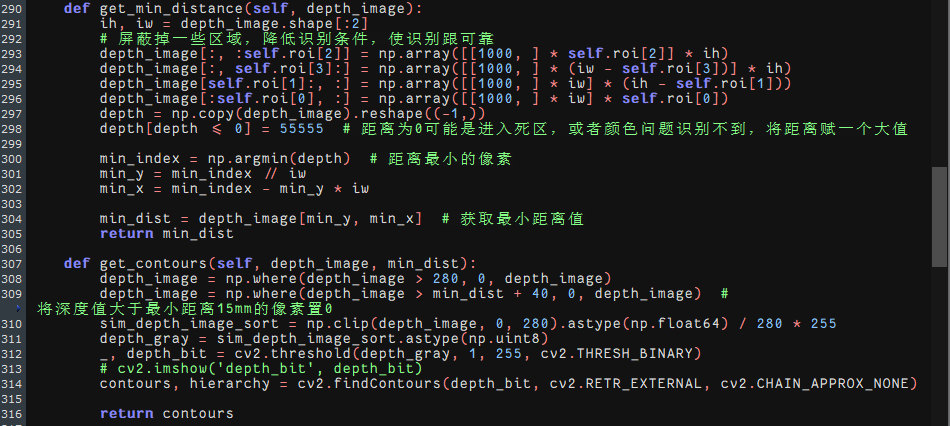 290 def get_min_distance(self, depth_image):
291 ih, iw = depth_image.shape[:2]
292 # 屏蔽掉一些区域，降低识别条件，使识别跟可靠
293 depth_image[:, :self.roi[2]] = np.array([[1000, ] * self.roi[2]] * ih)
294 depth_image[:, self.roi[3]:] = np.array([[1000, ] * (iw - self.roi[3])] * ih)
295 depth_image[self.roi[1]:, :] = np.array([[1000, ] * iw] * (ih - self.roi[1]))
296 depth_image[:self.roi[0], :] = np.array([[1000, ] * iw] * self.roi[0])
297 depth = np.copy(depth_image).reshape((-1,))
298 depth[depth <= 0] = 55555 # 距离为0可能是进入死区，或者颜色问题识别不到，将距离赋一个大值
299
300 min_index = np.argmin(depth) # 距离最小的像素
301 min_y = min_index // iw
302 min_x = min_index - min_y * iw
303
304 min_dist = depth_image[min_y, min_x] # 获取最小距离值
305 return min_dist
306
307 def get_contours(self, depth_image, min_dist):
308 depth_image = np.where(depth_image > 280, 0, depth_image)
309 depth_image = np.where(depth_image > min_dist + 40, 0, depth_image) #
将深度值大于最小距离15mm的像素置0
310 sim_depth_image_sort = np.clip(depth_image, 0, 280).astype(np.float64) / 280 * 255
311 depth_gray = sim_depth_image_sort.astype(np.uint8)
312 _, depth_bit = cv2.threshold(depth_gray, 1, 255, cv2.THRESH_BINARY)
313 # cv2.imshow('depth_bit', depth_bit)
314 contours, hierarchy = cv2.findContours(depth_bit, cv2.RETR_EXTERNAL, cv2.CHAIN_APPROX_NONE)
315
316 return contours